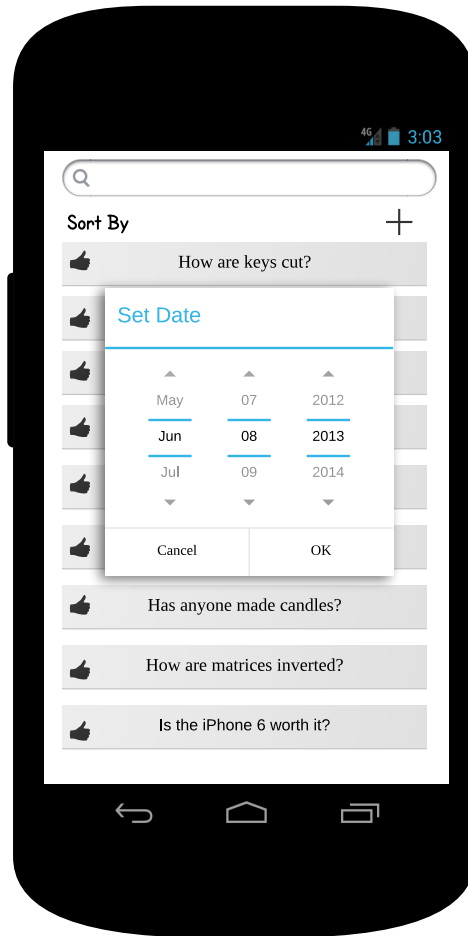 4G 3:03
Sort By
How are keys cut?
Set Date
May 07 2012
Jun 08 2013
Jul 09 2014
Cancel OK
Has anyone made candles?
How are matrices inverted?
Is the iPhone 6 worth it?